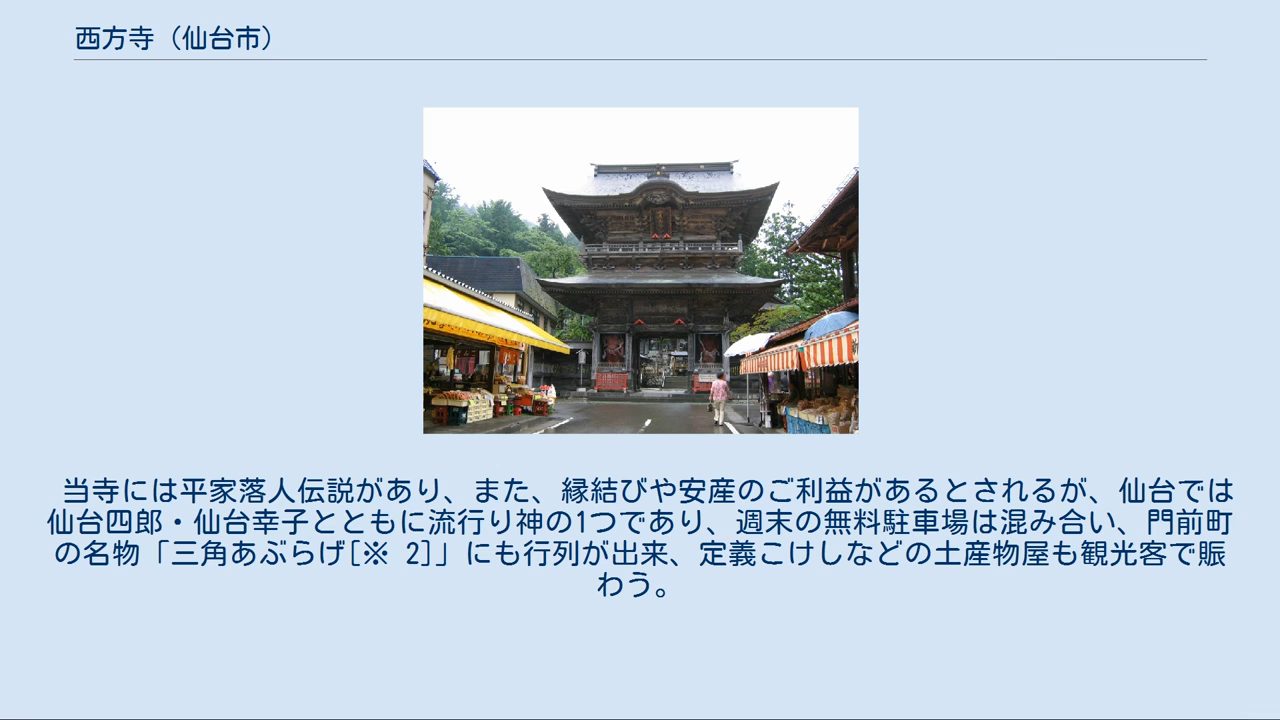 西方寺（仙台市）
当寺には平家落人伝説があり、また、縁結びや安産のご利益があるとされるが、仙台では
仙台四郎・仙台幸子とともに流行り神の1つであり、週末の無料駐車場は混み合い、門前町
の名物「三角あぶらげ[※ 2]」にも行列が出来、定義こけしなどの土産物屋も観光客で賑
わう。